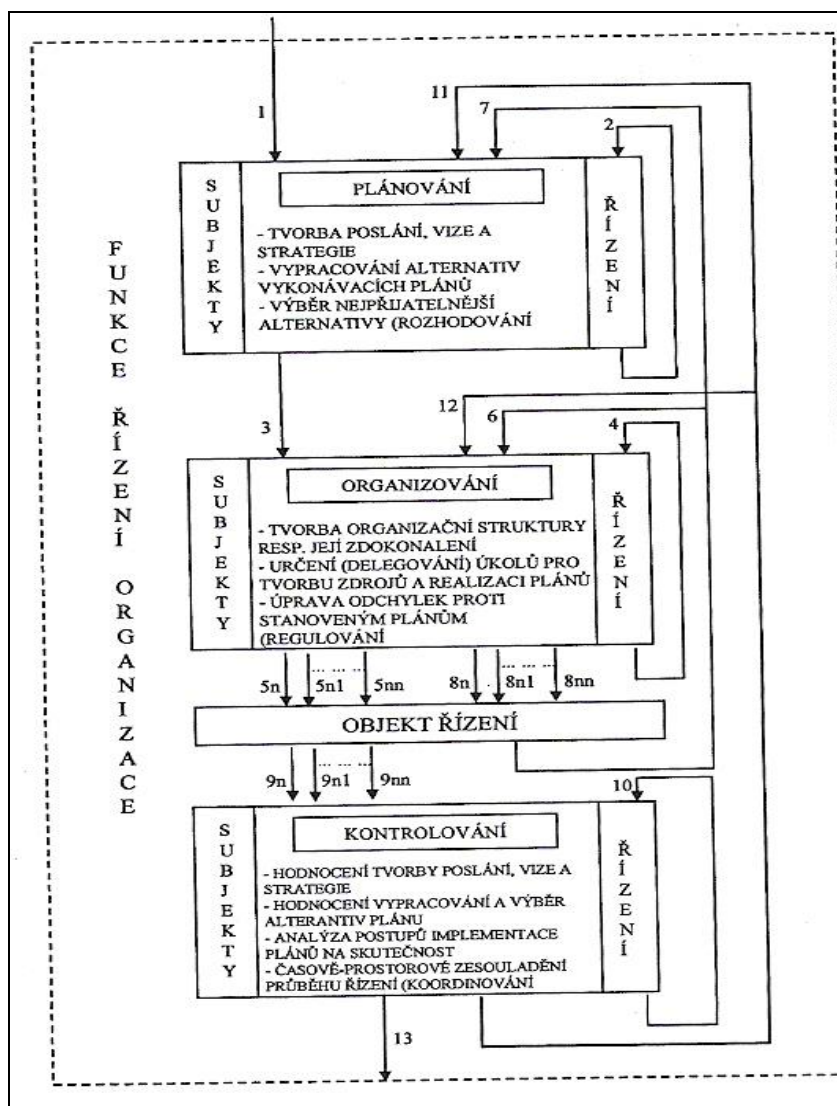 FUNKCE ŘÍZENÍ ORGANIZACE
1
11
7
2
SUBJEKTY
PLÁNOVÁNÍ
- TVORBA POSLÁNÍ, VIZE A
STRATEGIE
- VYPRACOVÁNÍ ALTERNATIV
VYKONÁVACÍCH PLÁNŮ
- VÝBĚR NEJPŘIJATELNĚJŠÍ
ALTERNATIVY (ROZHODOVÁNÍ
ŘÍZENÍ
3
12
6
4
SUBJEKTY
ORGANIZOVÁNÍ
- TVORBA ORGANIZAČNÍ STRUKTURY
RESP. JEJÍ ZDOKONALENÍ
- URČENÍ (DELEGOVÁNÍ) ÚKOLŮ PRO
TVORBU ZDROJŮ A REALIZACI PLÁNŮ
- ÚPRAVA ODCHYLEK PROTI
STANOVENÝM PLÁNŮM
(REGULOVÁNÍ
ŘÍZENÍ
5n 5n1 ... ... ... 5nn 8n 8n1 ... ... ... 8nn
OBJEKT ŘÍZENÍ
9n 9n1 ... ... ... 9nn
10
SUBJEKTY
KONTROLOVÁNÍ
- HODNOCENÍ TVORBY POSLÁNÍ, VIZE A
STRATEGIE
- HODNOCENÍ VYPRACOVÁNÍ A VÝBĚR
ALTERANTIV PLÁNU
- ANALÝZA POSTUPŮ IMPLEMENTACE
PLÁNŮ NA SKUTEČNOST
- ČASOVĚ-PROSTOROVÉ ZESOULADĚNÍ
PRŮBĚHU ŘÍZENÍ (KOORDINOVÁNÍ
ŘÍZENÍ
13